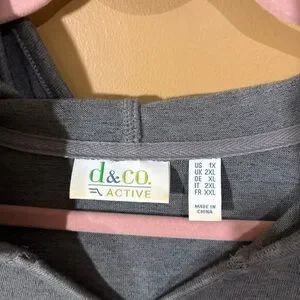 d&co.
ACTIVE
US 1X
UK 2XL
DE XL
IT 2XL
FR XXL
MADE IN
CHINA